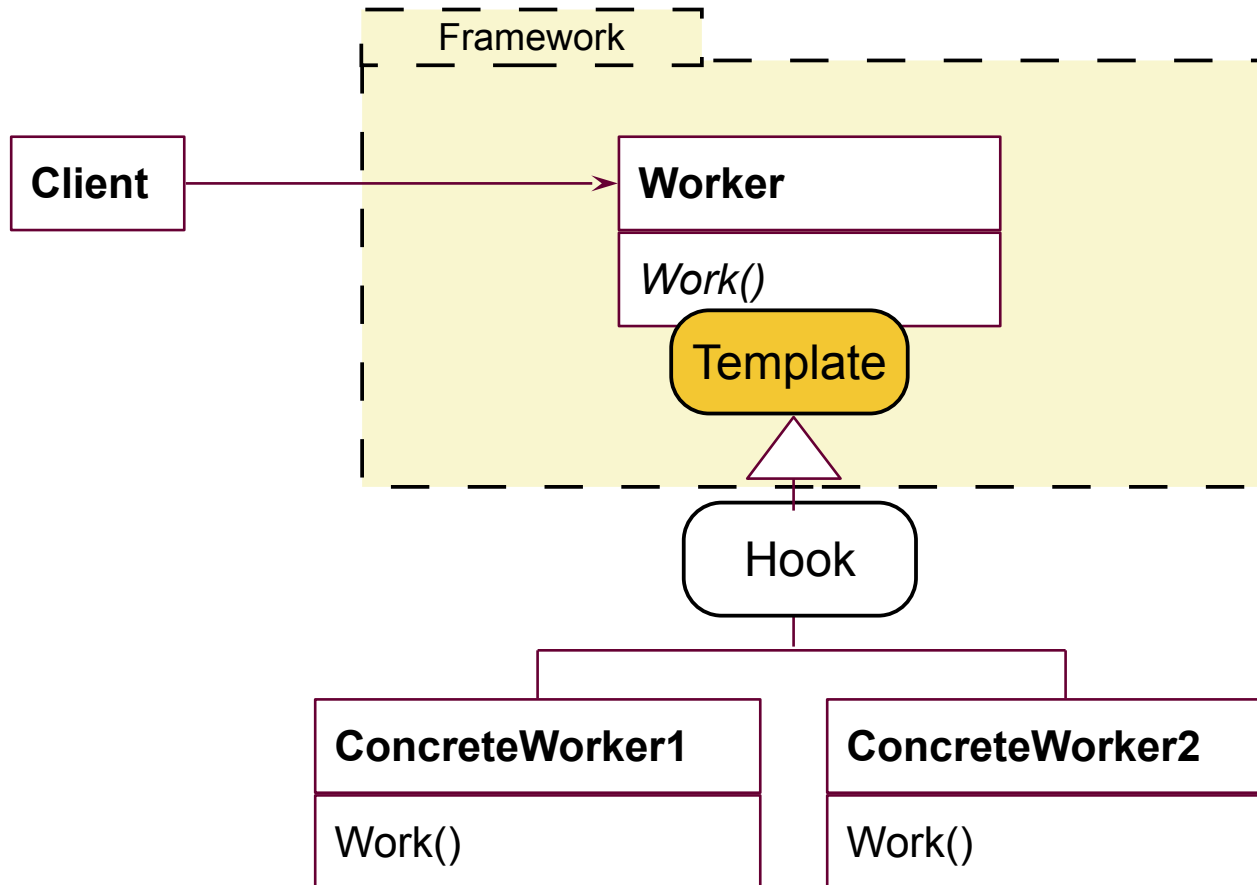 Framework
Client
Worker
Work()
Template
Hook
ConcreteWorker1
ConcreteWorker2
Work()
Work()